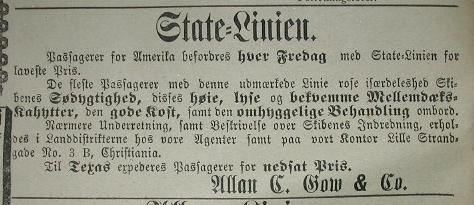 State-Linien.
Passagerer for Amerika befordres hver Fredag med State-Linien for
laveste Pris.
De fleste Passagerer med denne udmærkede Linie rose isærdeleshed Ski-
benes Sødygtighed, disses høie, lyse og bekvemme Mellemdæks-
Kahytter, den gode Kost, samt den omhyggelige Behandling ombord.
Nærmere Underretning, samt Beskrivelse over Skibenes Indredning, erhol-
des i Landdistrikterne hos vore Agenter samt paa vort Kontor Lille Strand-
gade No. 3 B, Christiania.
Til Texas expederes Passagerer for nedsat Pris.
Allan C. Gow & Co.